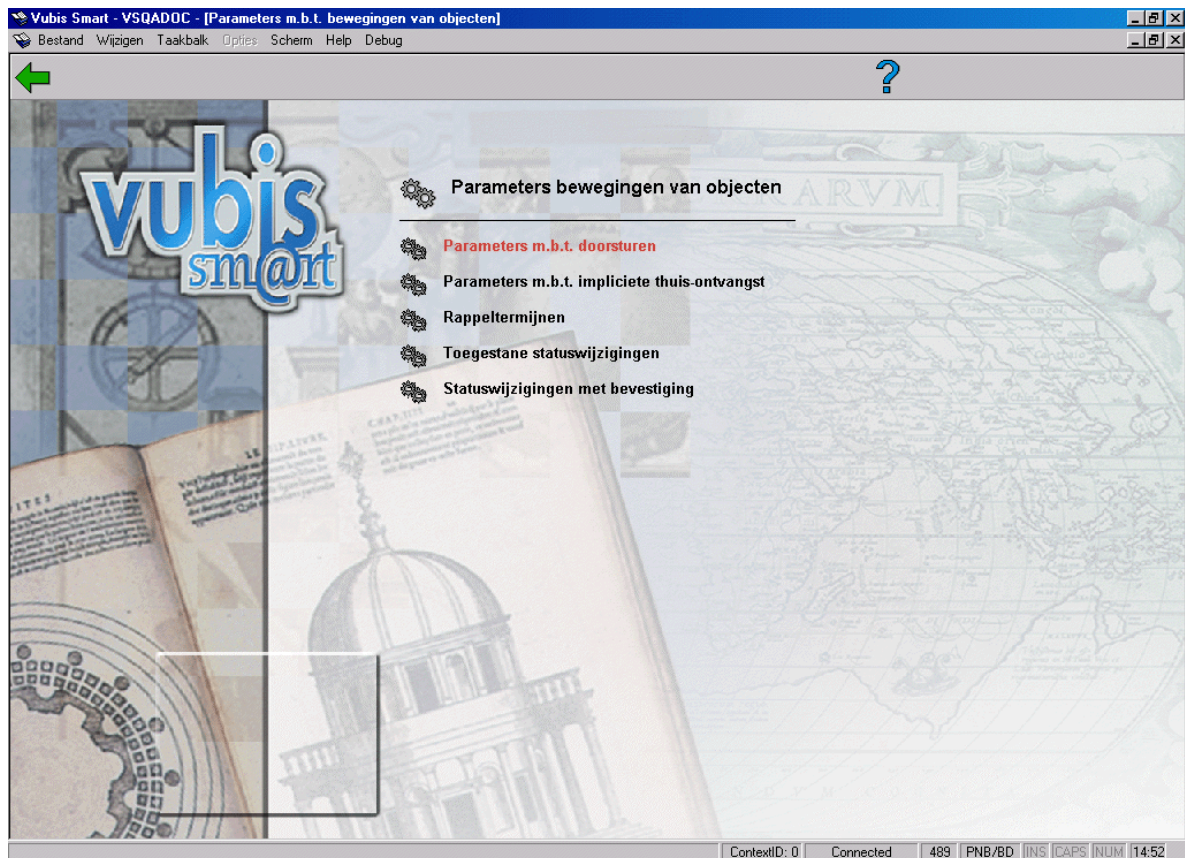 Vubis Smart - VSQADOC - [Parameters m.b.t. bewegingen van objecten]
Bestand Wijzigen Taakbalk Opties Scherm Help Debug
?
vubis
sm@rt
Parameters bewegingen van objecten
ARVM.
Parameters m.b.t. doorsturen
Parameters m.b.t. impliciete thuis-ontvangst
Rappeltermijnen
Toegestane statuswijzigingen
Statuswijzigingen met bevestiging
ContextID: 0 Connected 489 PNB/BD INS CAPS NUM 14:52